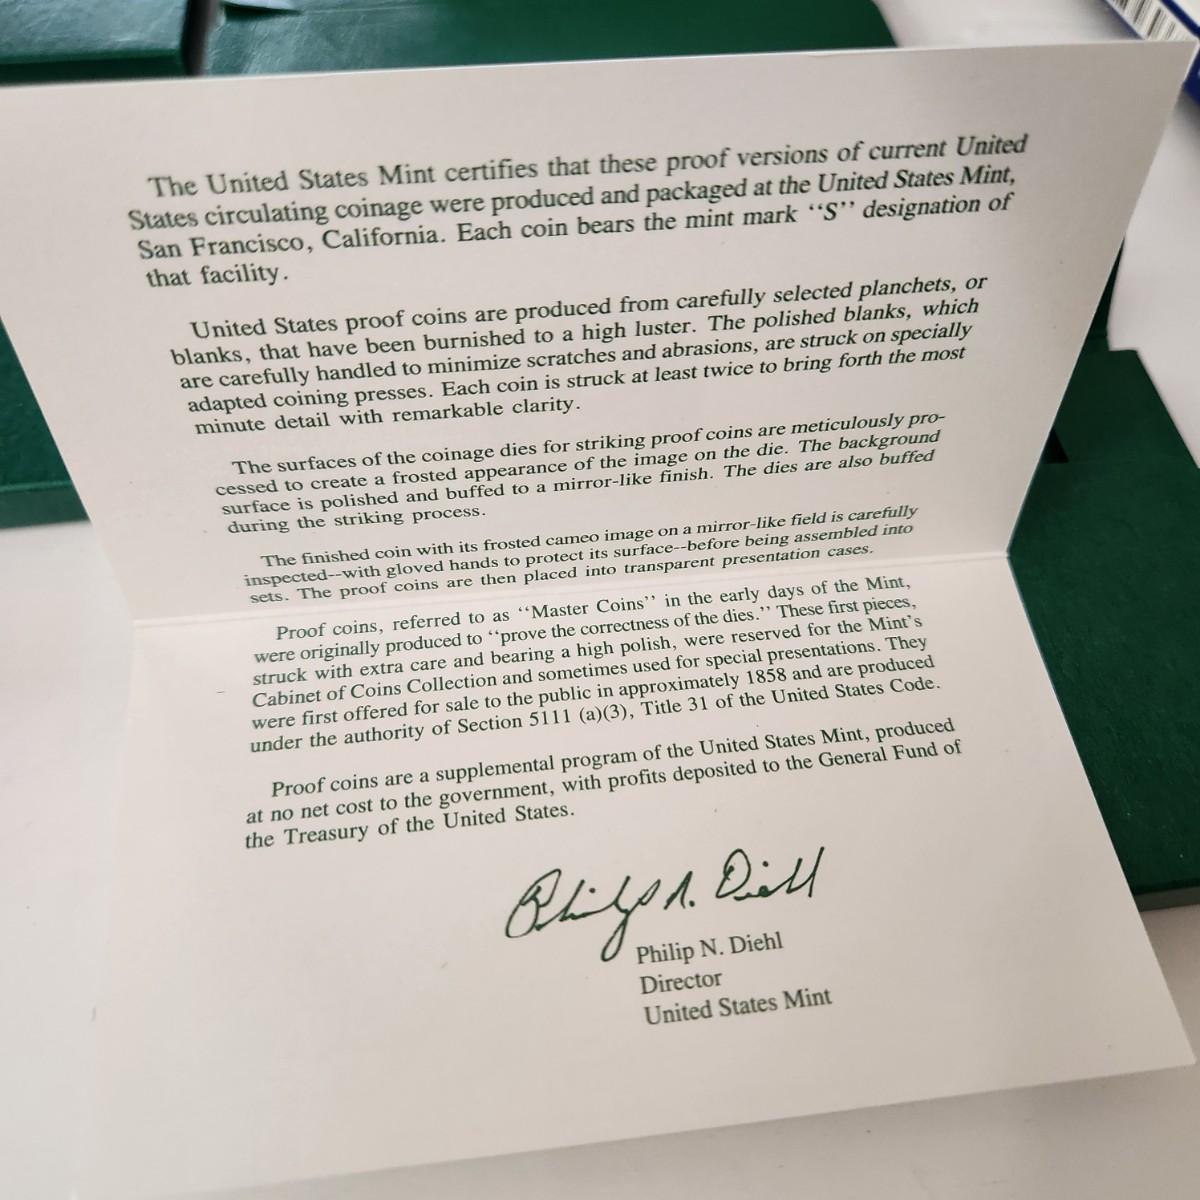 The United States Mint certifies that these proof versions of current United
States circulating coinage were produced and packaged at the United States Mint,
San Francisco, California. Each coin bears the mint mark ‘‘S’’ designation of
that facility.
United States proof coins are produced from carefully selected planchets, or
blanks, that have been burnished to a high luster. The polished blanks, which
are carefully handled to minimize scratches and abrasions, are struck on specially
adapted coining presses. Each coin is struck at least twice to bring forth the most
minute detail with remarkable clarity.
The surfaces of the coinage dies for striking proof coins are meticulously pro-
cessed to create a frosted appearance of the image on the die. The background
surface is polished and buffed to a mirror-like finish. The dies are also buffed
during the striking process.
The finished coin with its frosted cameo image on a mirror-like field is carefully
inspected--with gloved hands to protect its surface--before being assembled into
sets. The proof coins are then placed into transparent presentation cases.
Proof coins, referred to as ‘‘Master Coins’’ in the early days of the Mint,
were originally produced to ‘‘prove the correctness of the dies.’’ These first pieces,
struck with extra care and bearing a high polish, were reserved for the Mint's
Cabinet of Coins Collection and sometimes used for special presentations. They
were first offered for sale to the public in approximately 1858 and are produced
under the authority of Section 5111 (a)(3), Title 31 of the United States Code.
Proof coins are a supplemental program of the United States Mint, produced
at no net cost to the government, with profits deposited to the General Fund of
the Treasury of the United States.
Philip N. Diehl
Philip N. Diehl
Director
United States Mint